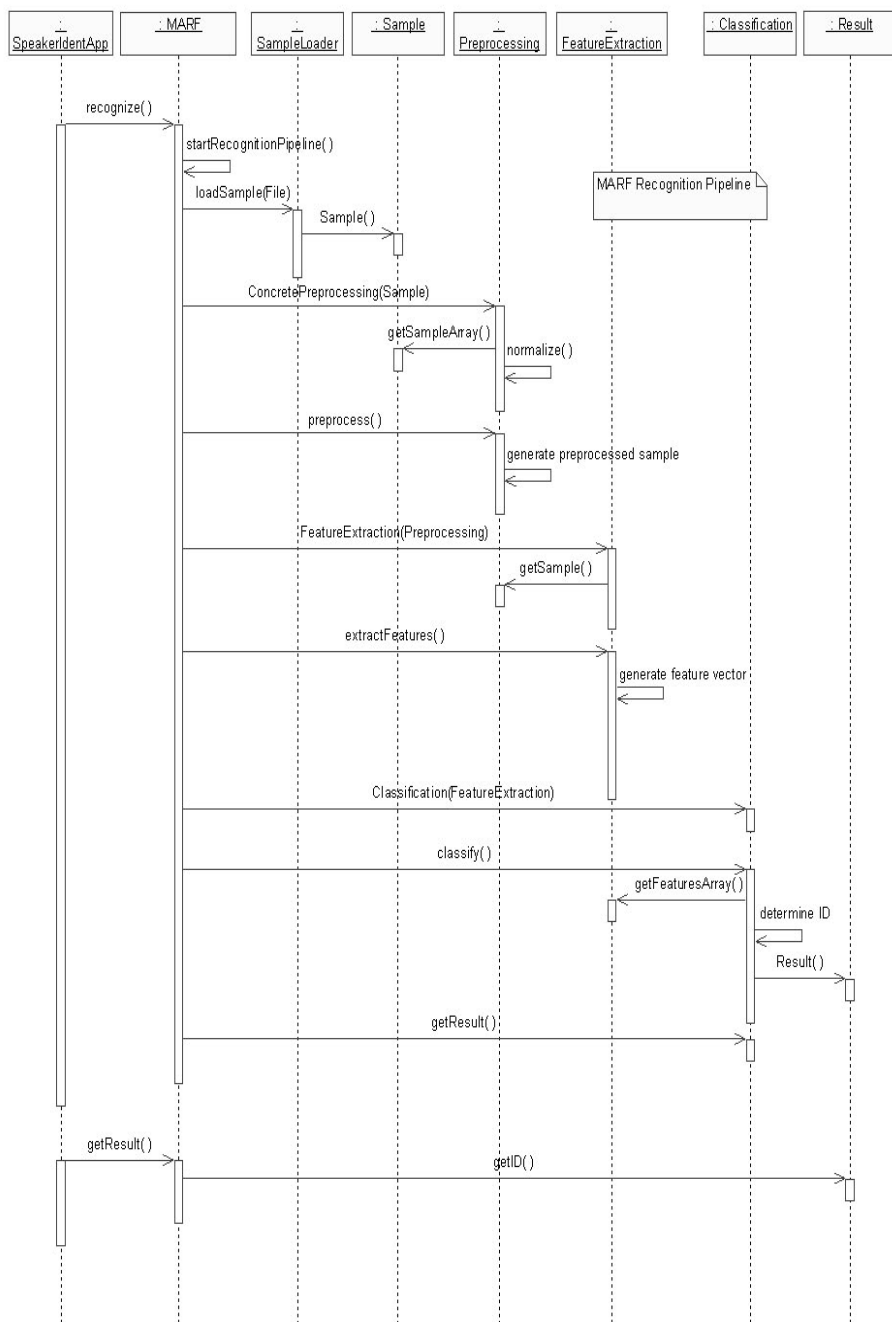 :
SpeakerIdentApp
: MARF
:
SampleLoader
: Sample
:
Preprocessing
:
FeatureExtraction
: Classification
: Result
recognize( )
startRecognitionPipeline( )
MARF Recognition Pipeline
loadSample(File)
Sample( )
ConcretePreprocessing(Sample)
getSampleArray( )
normalize( )
preprocess( )
generate preprocessed sample
FeatureExtraction(Preprocessing)
getSample( )
extractFeatures( )
generate feature vector
Classification(FeatureExtraction)
classify( )
getFeaturesArray( )
determine ID
Result( )
getResult( )
getResult( )
getID( )